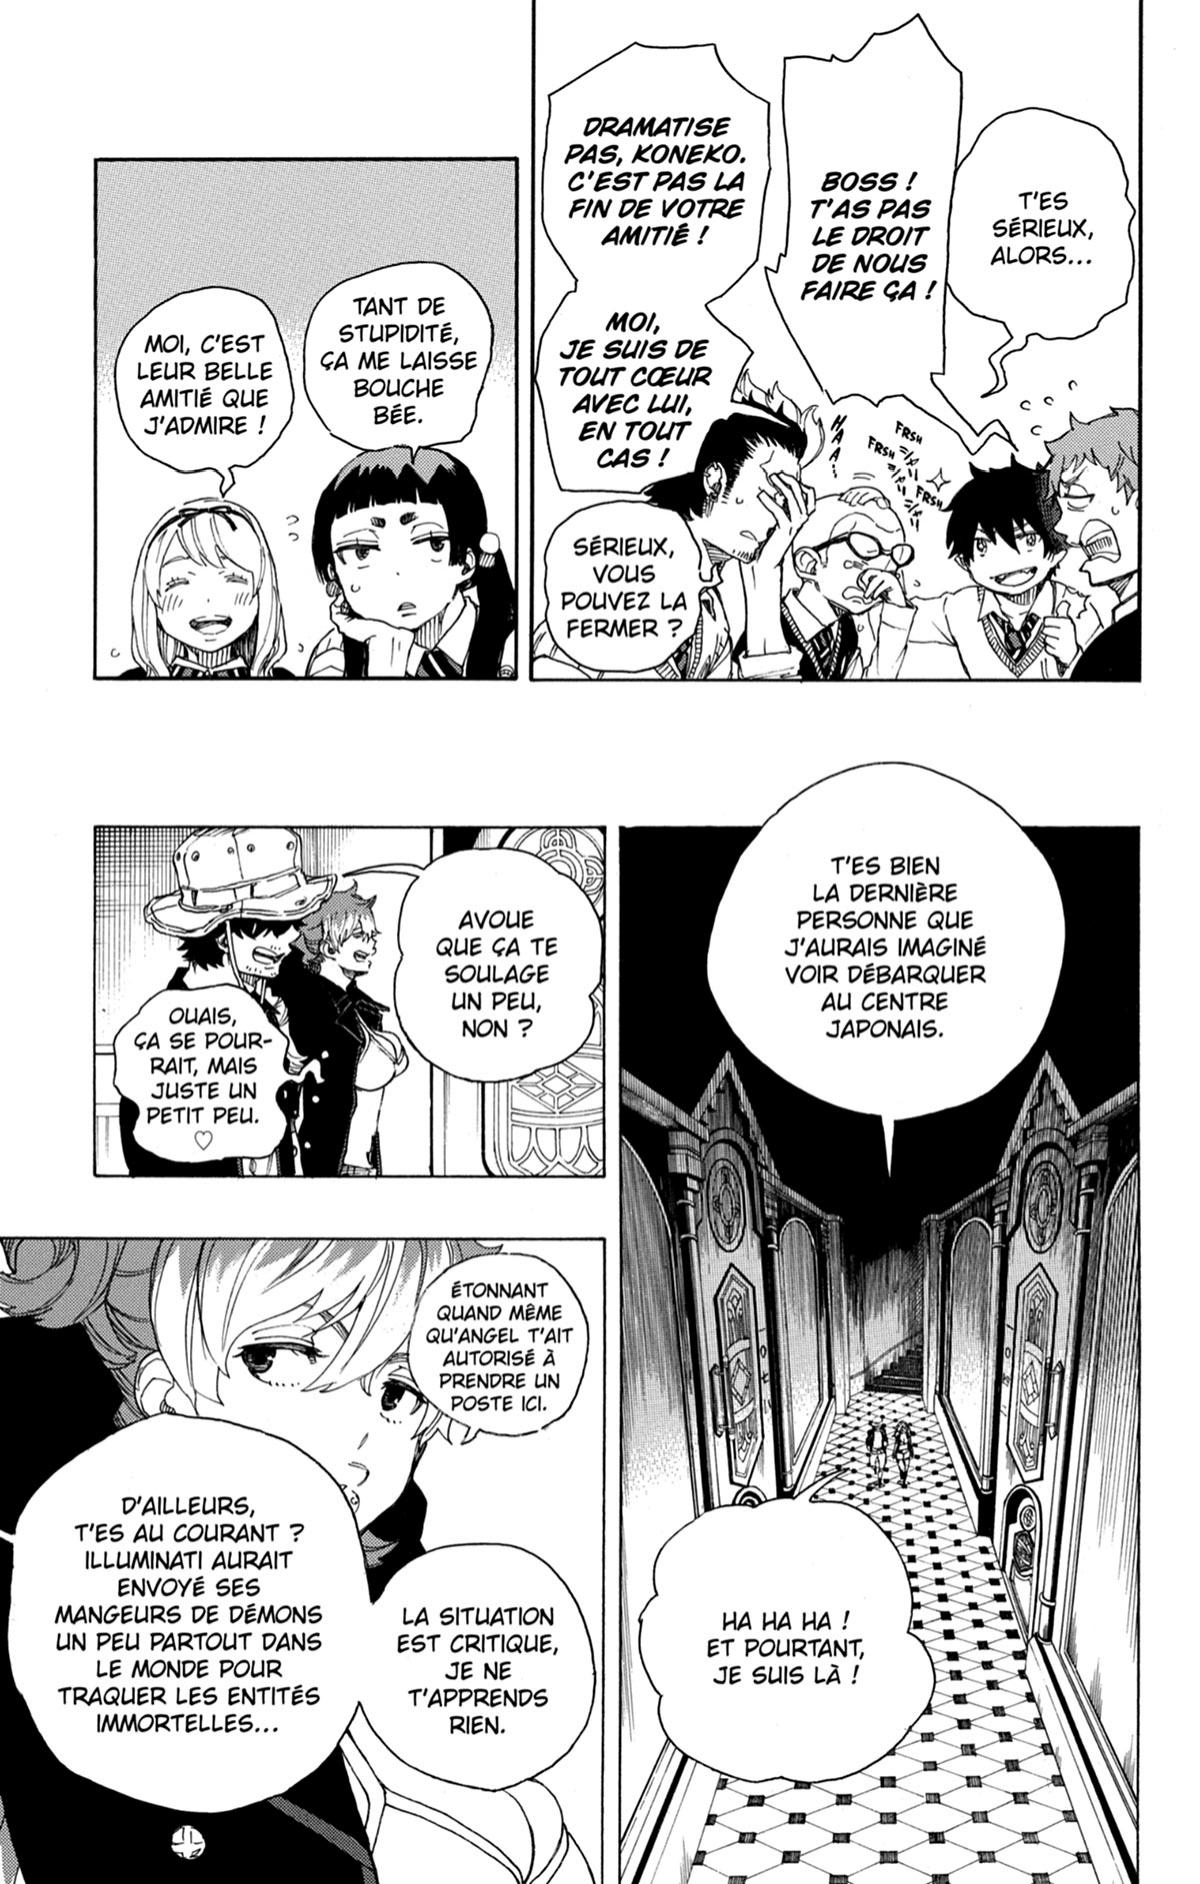 T'ES
SÉRIEUX,
ALORS...
BOSS !
T'AS PAS
LE DROIT
DE NOUS
FAIRE ÇA !
DRAMATISE
PAS, KONEKO.
C'EST PAS LA
FIN DE VOTRE
AMITIÉ !
MOI,
JE SUIS DE
TOUT CŒUR
AVEC LUI,
EN TOUT
CAS !
HAA...
FRSH
FRSH
FRSH
SÉRIEUX,
VOUS
POUVEZ LA
FERMER ?
TANT DE
STUPIDITÉ,
ÇA ME LAISSE
BOUCHE
BÉE.
MOI, C'EST
LEUR BELLE
AMITIÉ QUE
J'ADMIRE !
T'ES BIEN
LA DERNIÈRE
PERSONNE QUE
J'AURAIS IMAGINÉ
VOIR DÉBARQUER
AU CENTRE
JAPONAIS.
HA HA HA !
ET POURTANT,
JE SUIS LÀ !
AVOUE
QUE ÇA TE
SOULAGE
UN PEU,
NON ?
OUAIS,
ÇA SE POUR-
RAIT, MAIS
JUSTE UN
PETIT PEU.
♡
ÉTONNANT
QUAND MÊME
QU'ANGEL T'AIT
AUTORISÉ À
PRENDRE UN
POSTE ICI.
LA SITUATION
EST CRITIQUE,
JE NE
T'APPRENDS
RIEN.
D'AILLEURS,
T'ES AU COURANT ?
ILLUMINATI AURAIT
ENVOYÉ SES
MANGEURS DE DÉMONS
UN PEU PARTOUT DANS
LE MONDE POUR
TRAQUER LES ENTITÉS
IMMORTELLES...